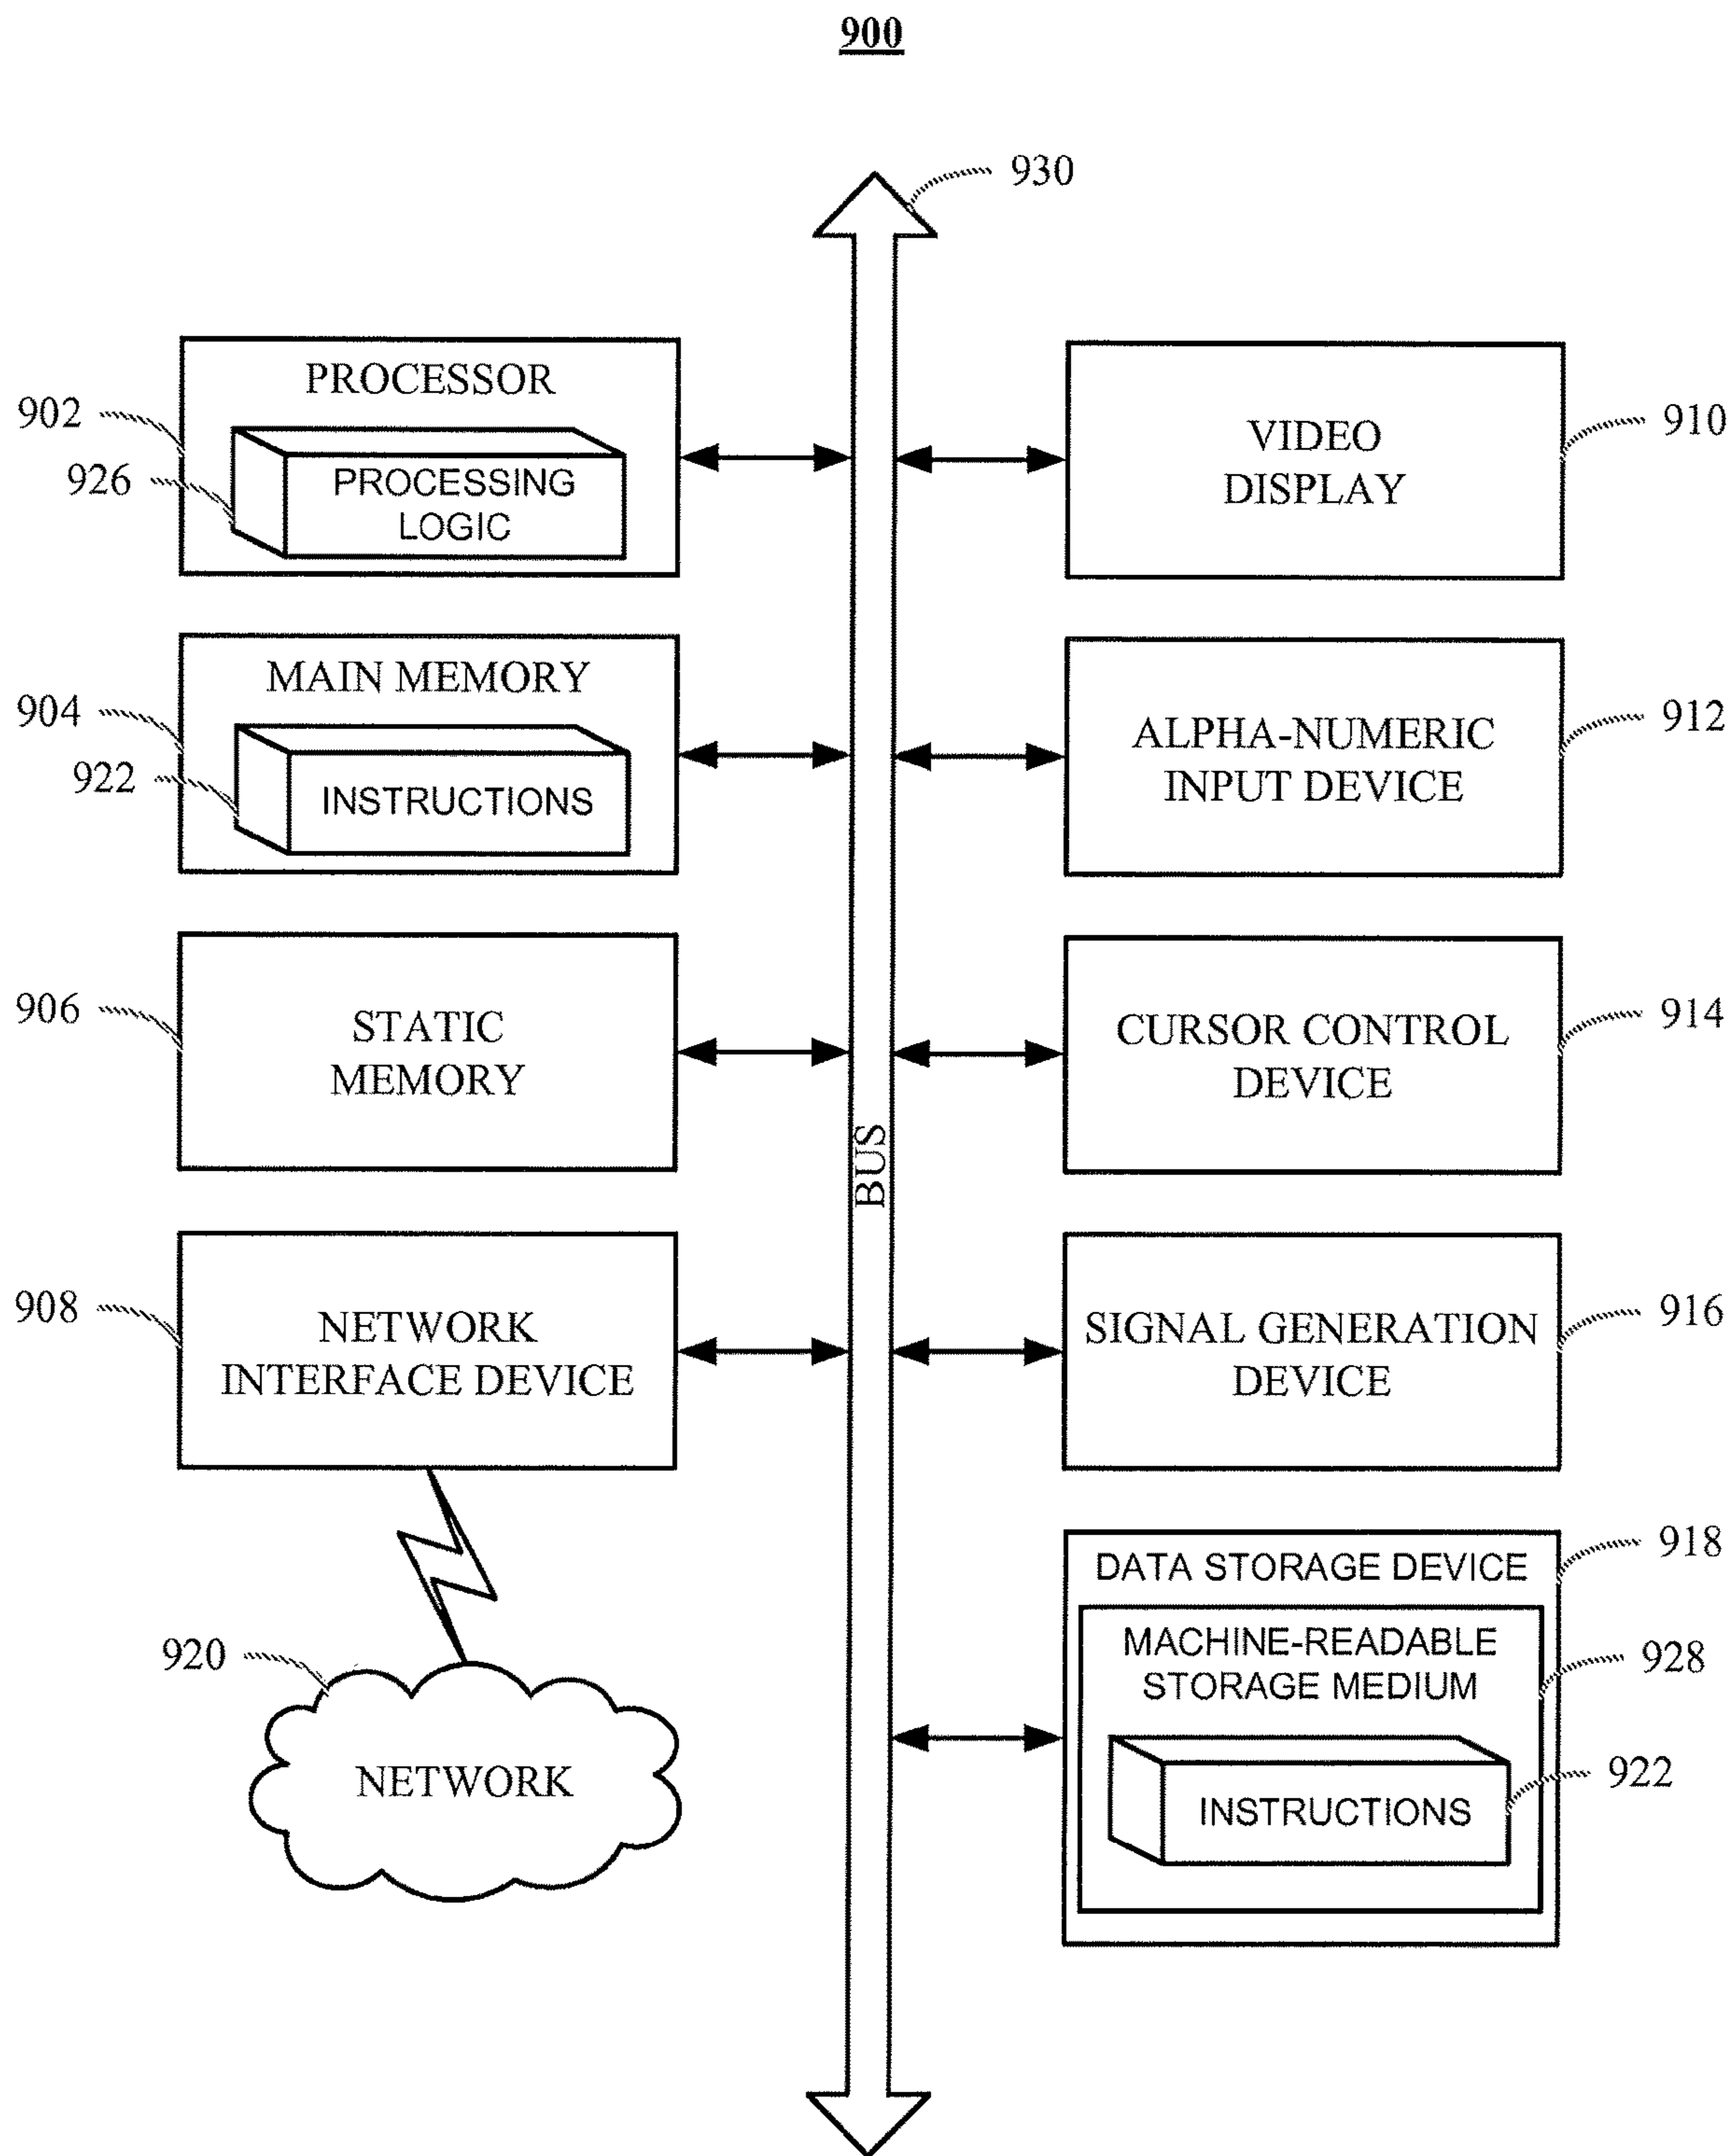 900
930
PROCESSOR
902
926
PROCESSING
LOGIC
VIDEO
DISPLAY
910
MAIN MEMORY
904
922
INSTRUCTIONS
ALPHA-NUMERIC
INPUT DEVICE
912
906
STATIC
MEMORY
CURSOR CONTROL
DEVICE
914
BUS
908
NETWORK
INTERFACE DEVICE
SIGNAL GENERATION
DEVICE
916
920
NETWORK
DATA STORAGE DEVICE
918
MACHINE-READABLE
STORAGE MEDIUM
928
INSTRUCTIONS
922